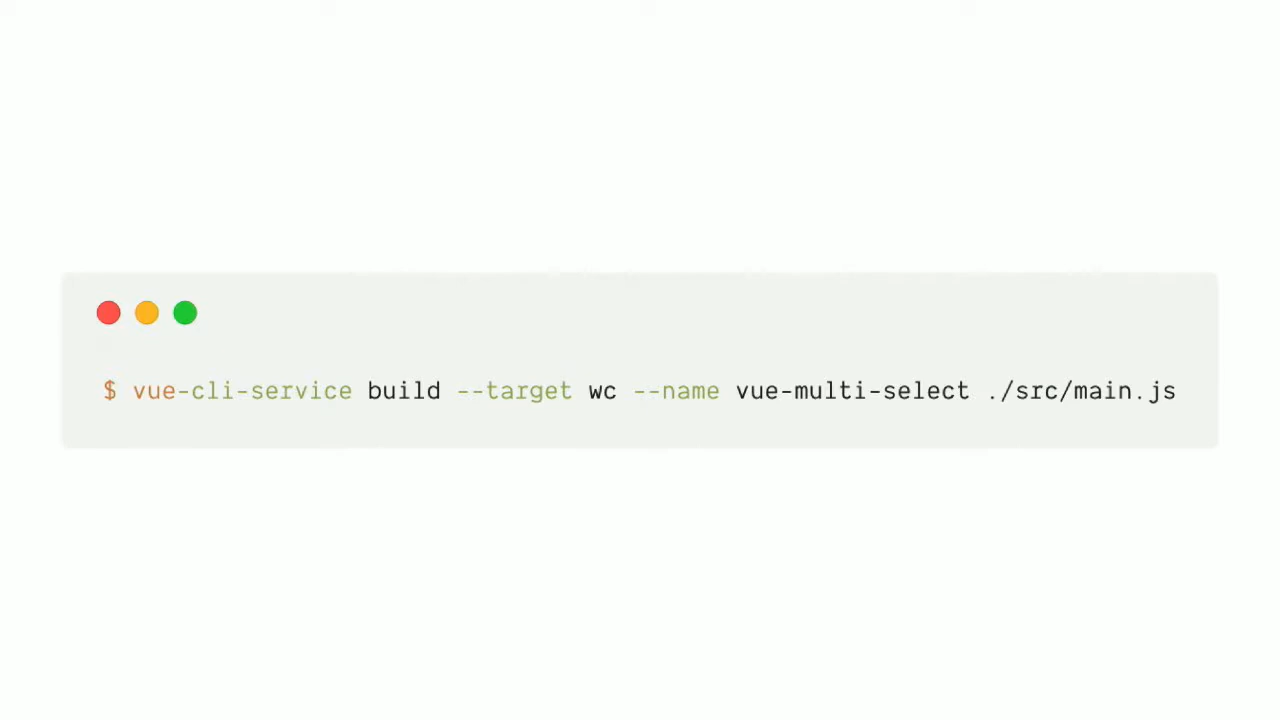 $ vue-cli-service build --target wc --name vue-multi-select ./src/main.js